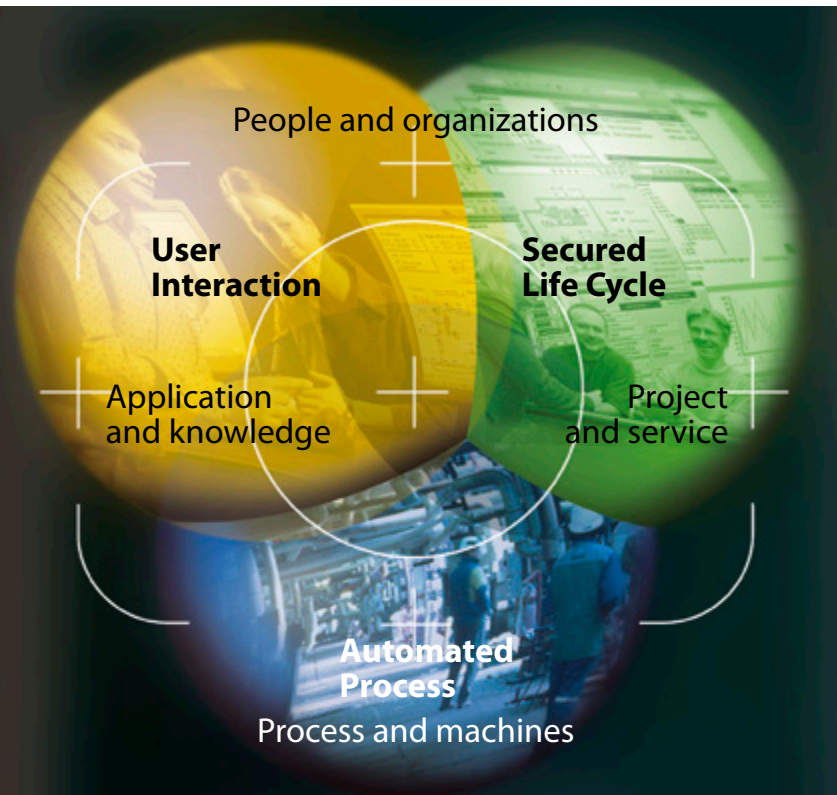 People and organizations
User
Interaction
Secured
Life Cycle
Application
and knowledge
Project
and service
Automated
Process
Process and machines